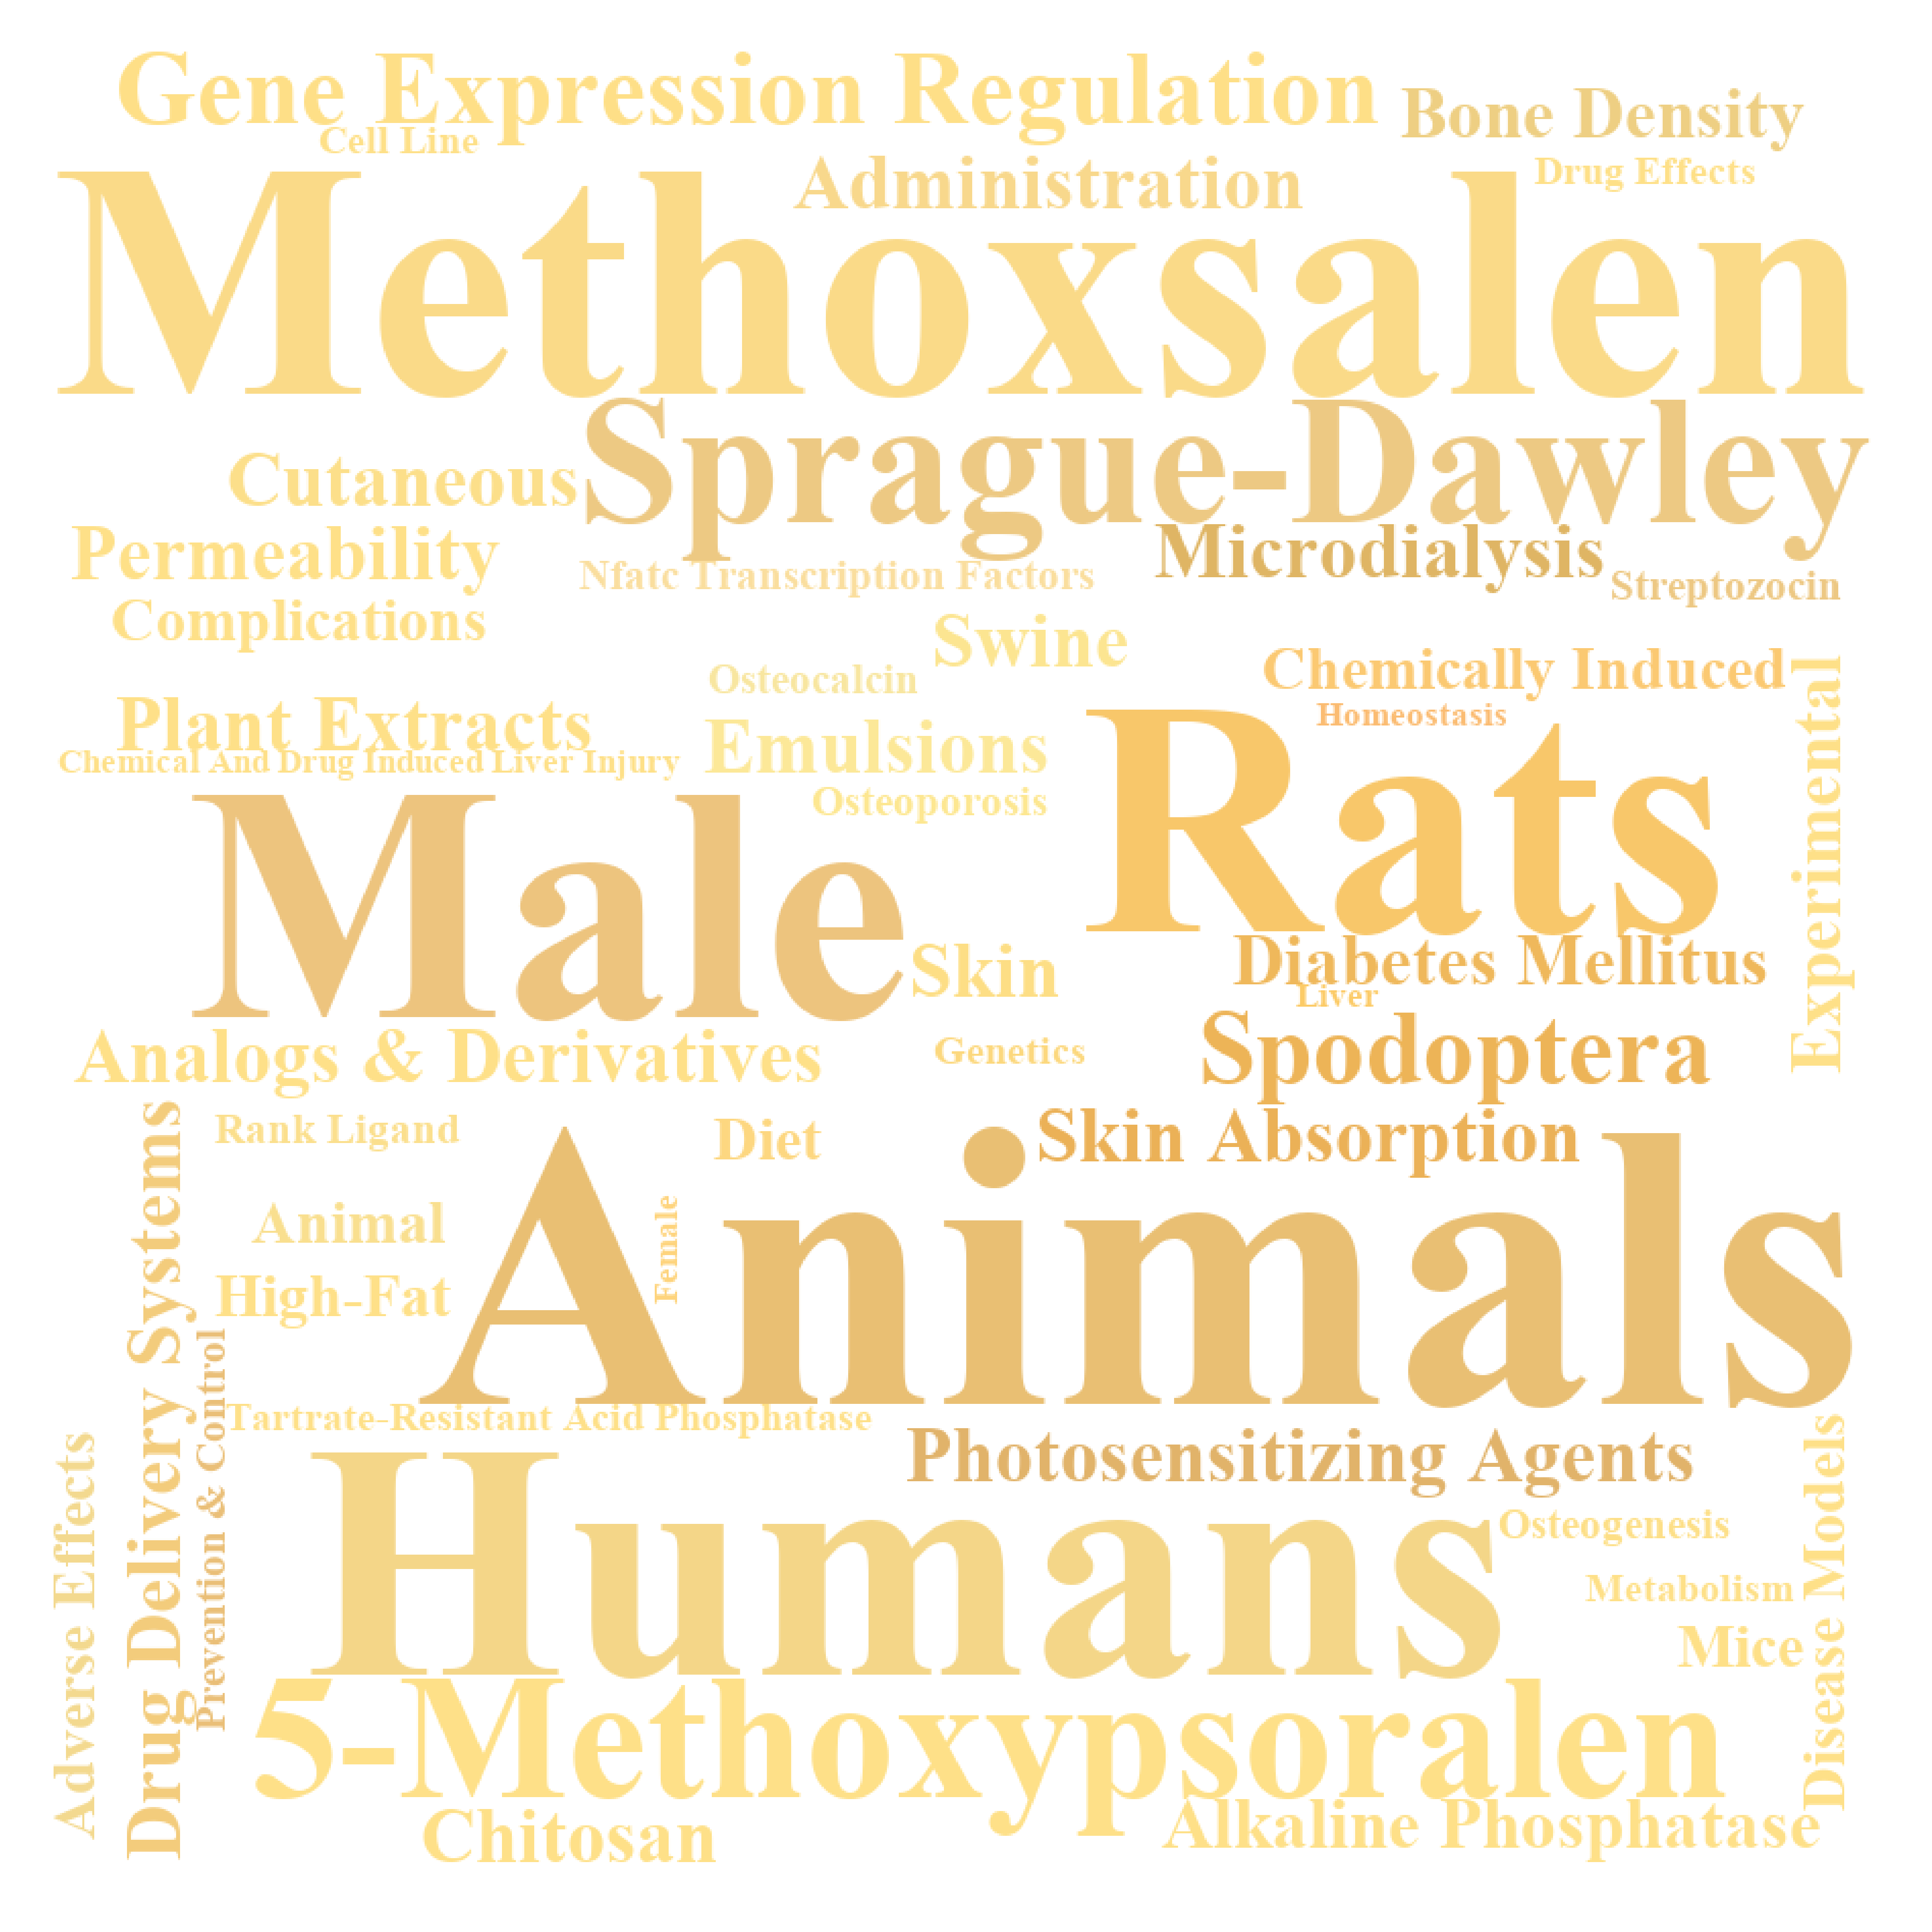 Gene Expression Regulation
Bone Density
Cell Line
Administration
Drug Effects
Methoxsalen
Sprague-Dawley
Cutaneous
Permeability
Microdialysis
Nfatc Transcription Factors
Streptozocin
Complications
Swine
Chemically Induced
Osteocalcin
Homeostasis
Plant Extracts
Emulsions
Chemical And Drug Induced Liver Injury
Osteoporosis
Rats
Experimental
Male
Skin
Diabetes Mellitus
Liver
Analogs & Derivatives
Genetics
Spodoptera
Rank Ligand
Diet
Skin Absorption
Animal
Female
High-Fat
Animals
Drug Delivery Systems
Prevention & Control
Adverse Effects
Tartrate-Resistant Acid Phosphatase
Photosensitizing Agents
Humans
Osteogenesis
Metabolism
Mice
Disease Models
5-Methoxypsoralen
Chitosan
Alkaline Phosphatase